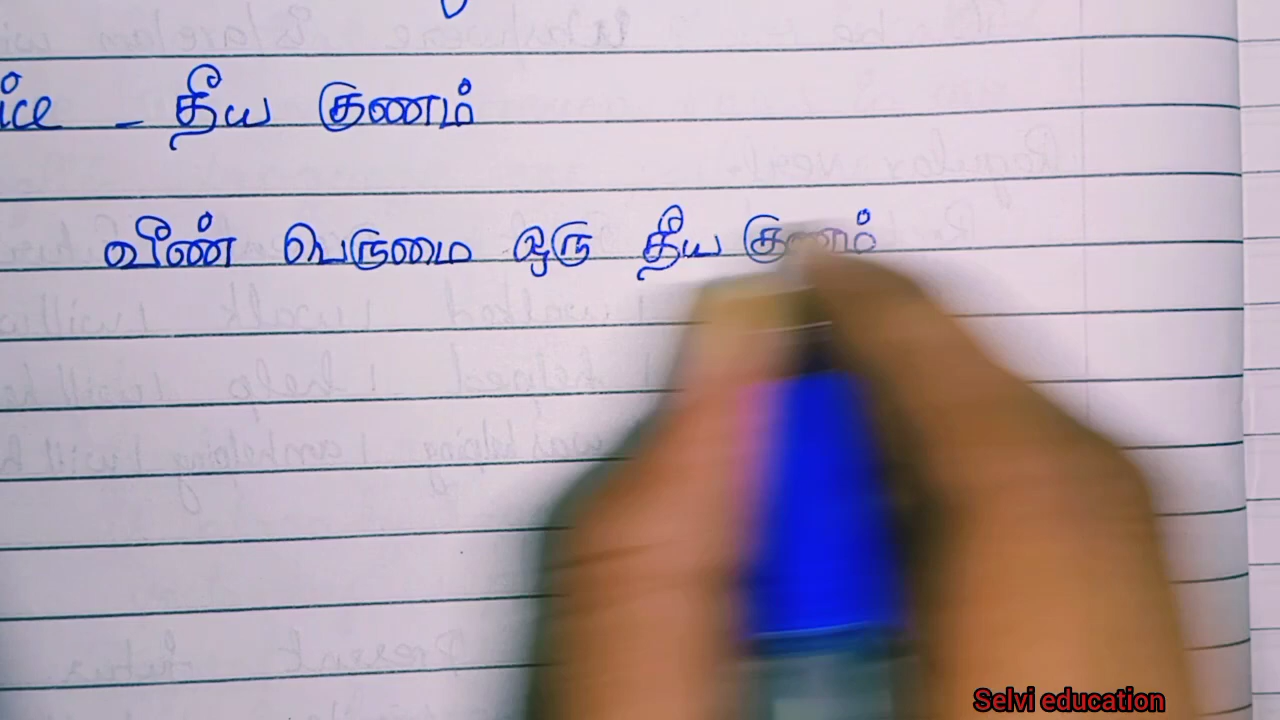 ice - தீய குணம்
வீண் பெருமை ஒரு தீய குணம்
Selvi education